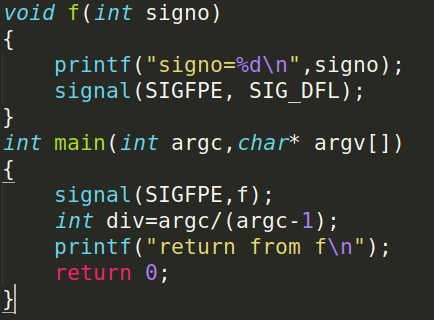 void f(int signo)
{
    printf("signo=%d\n",signo);
    signal(SIGFPE, SIG_DFL);
}
int main(int argc,char* argv[])
{
    signal(SIGFPE,f);
    int div=argc/(argc-1);
    printf("return from f\n");
    return 0;
}